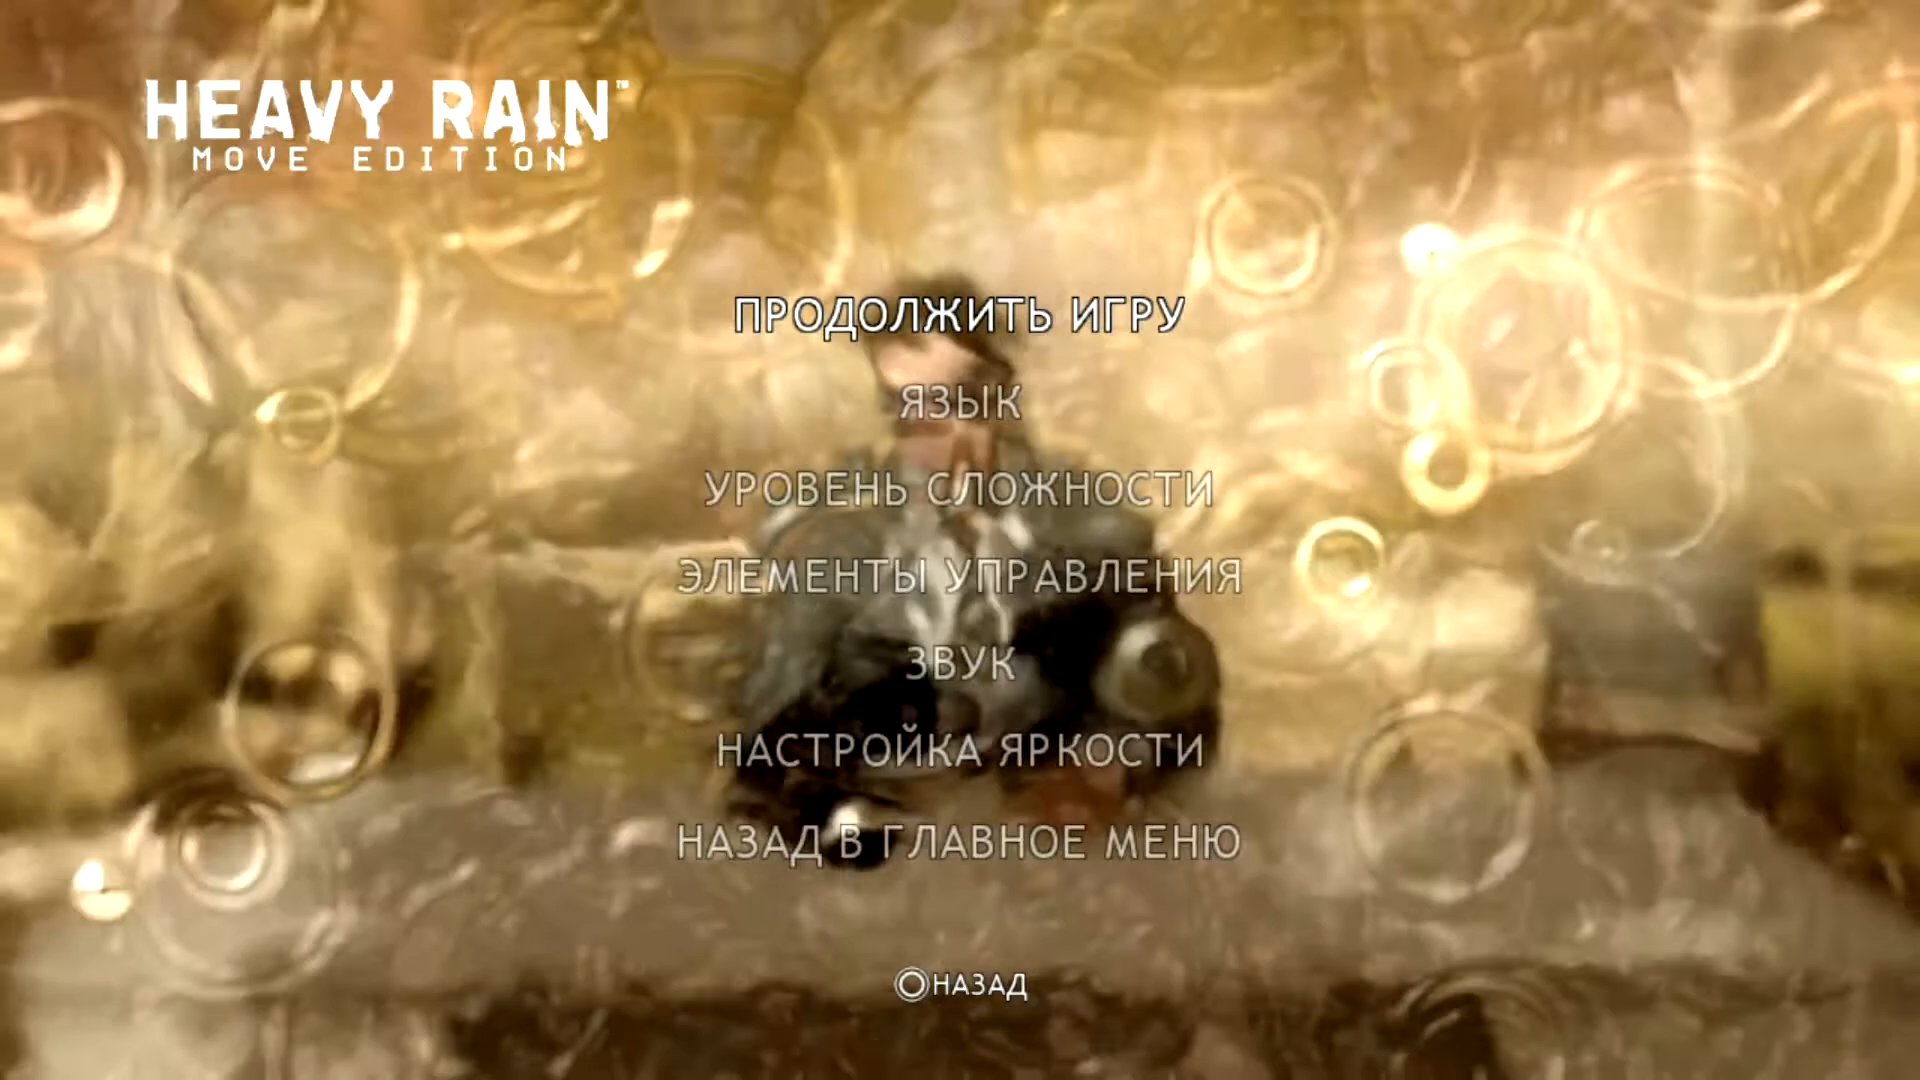 HEAVY RAIN™
MOVE EDITION
ПРОДОЛЖИТЬ ИГРУ
ЯЗЫК
УРОВЕНЬ СЛОЖНОСТИ
ЭЛЕМЕНТЫ УПРАВЛЕНИЯ
ЗВУК
НАСТРОЙКА ЯРКОСТИ
НАЗАД В ГЛАВНОЕ МЕНЮ
НАЗАД